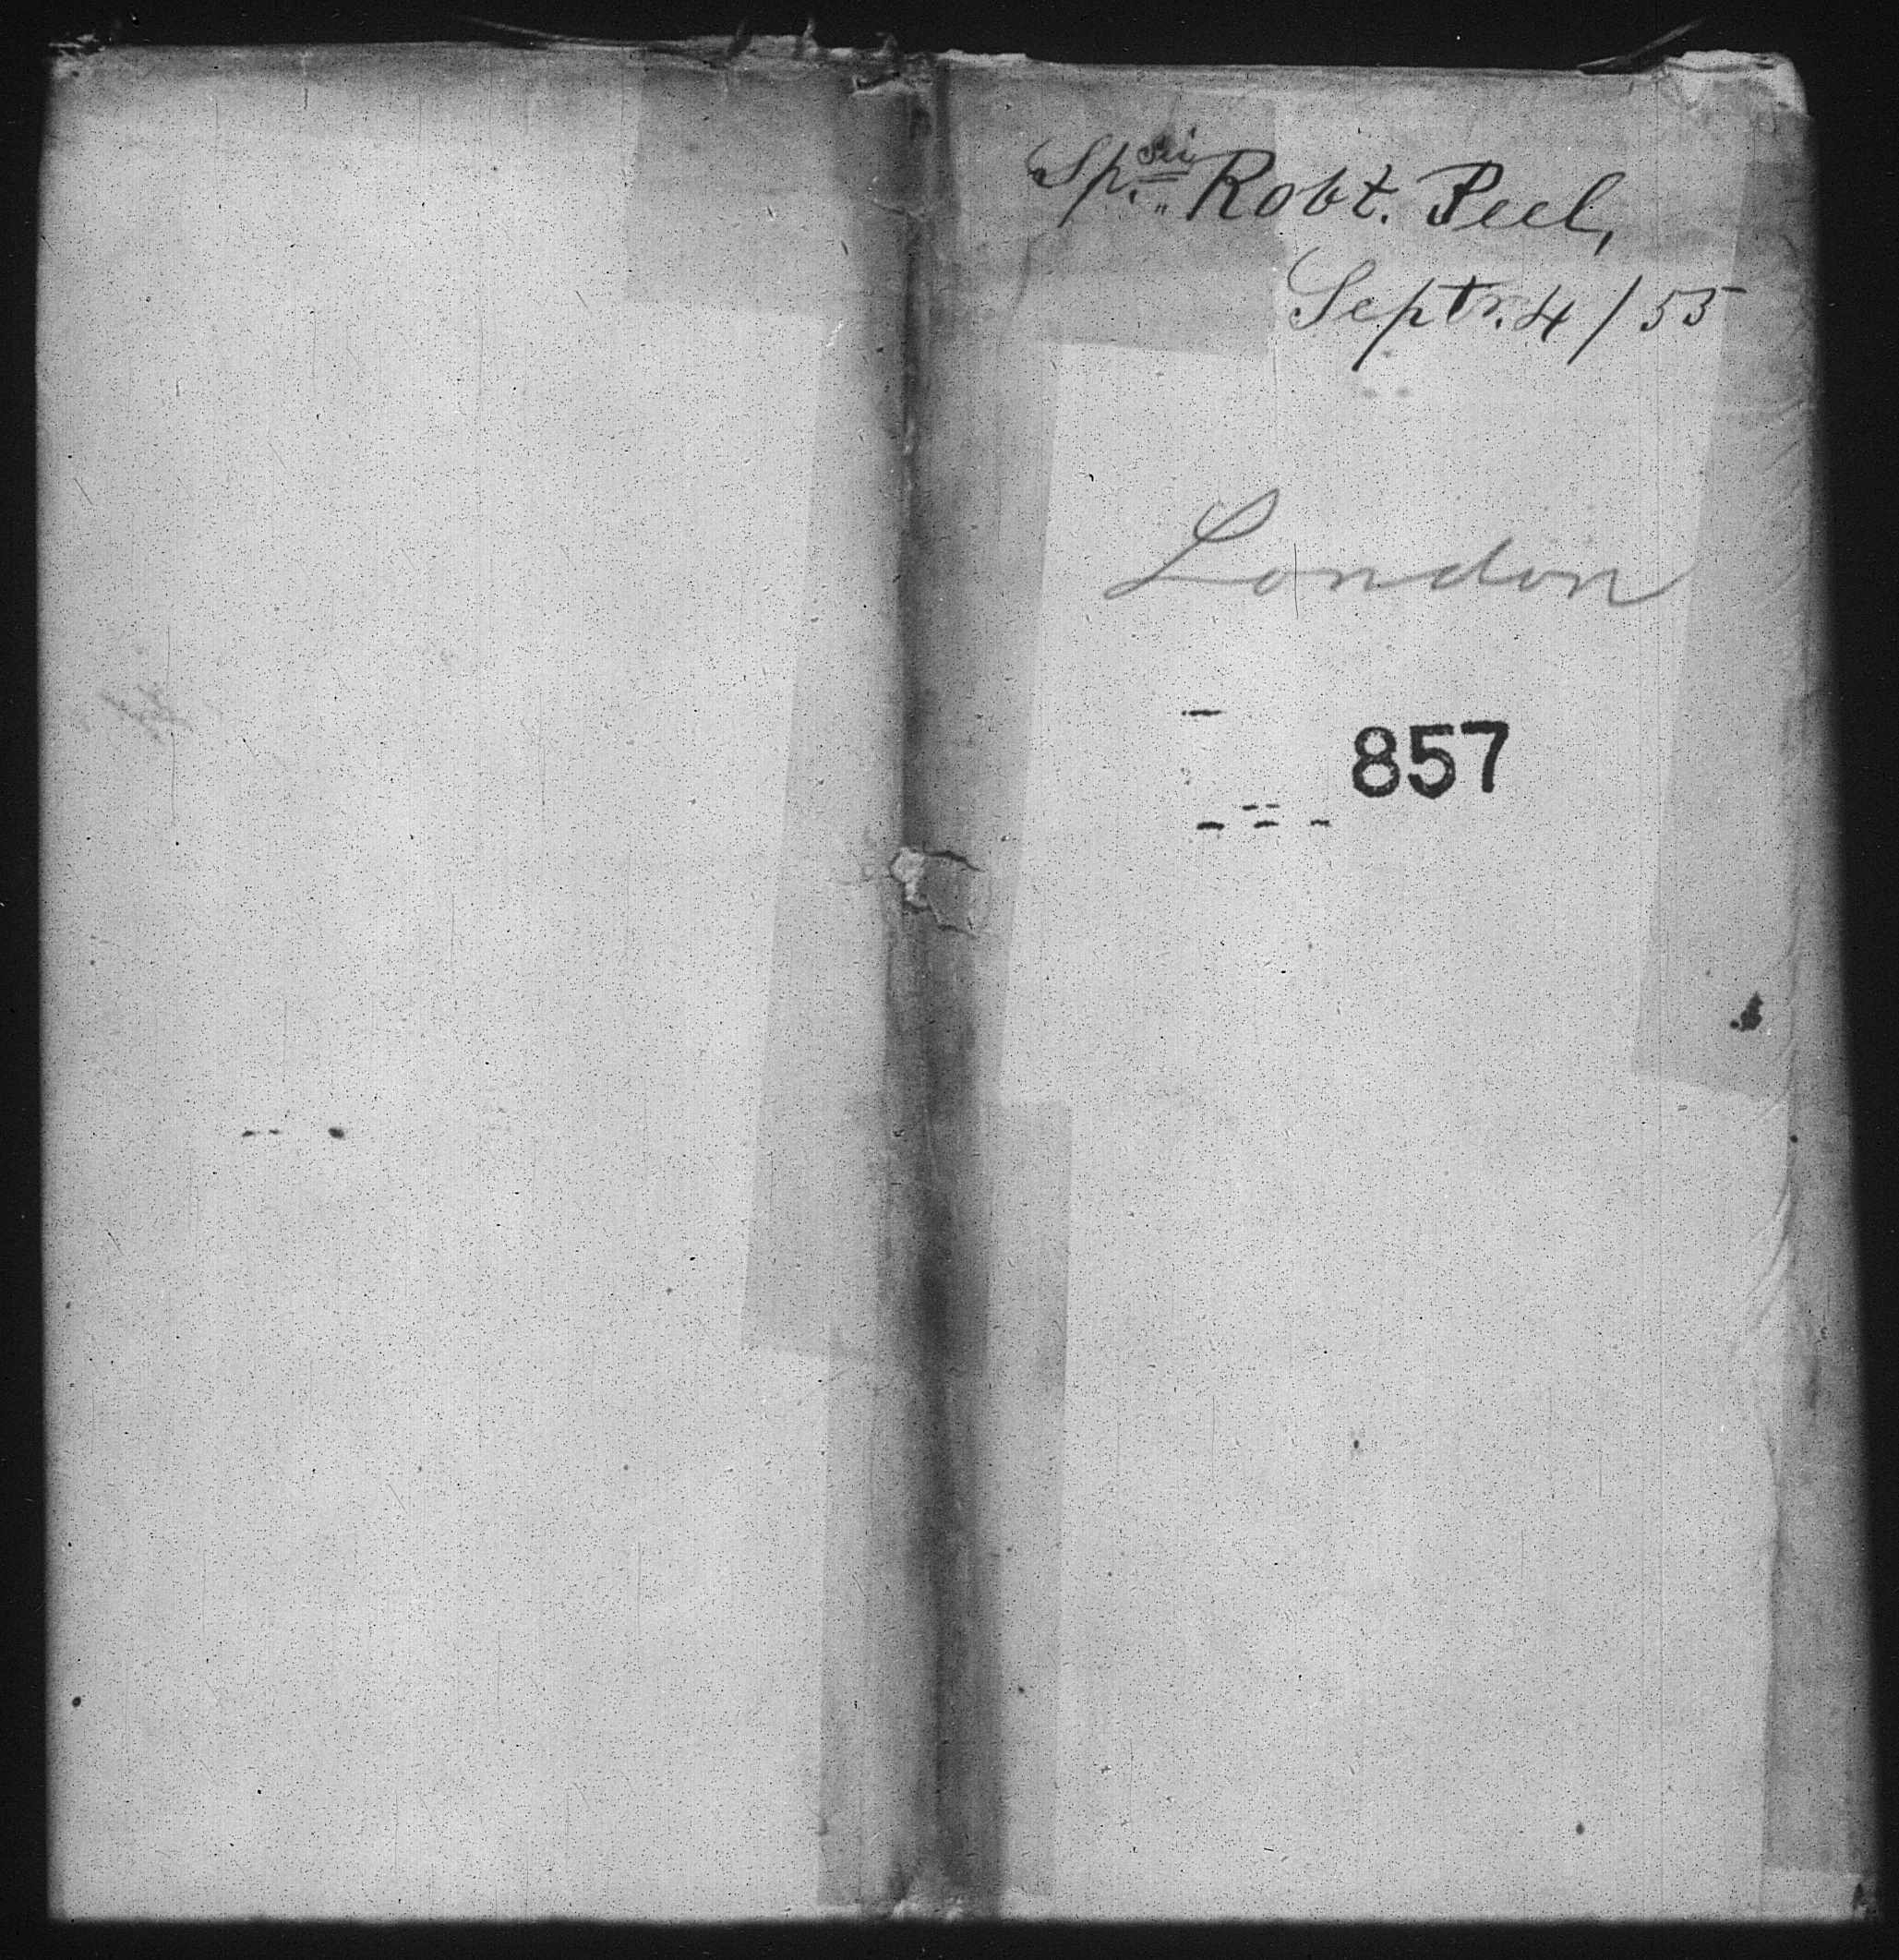 Sp. Sir Robt. Peel,
Septr. 4/55
London
857